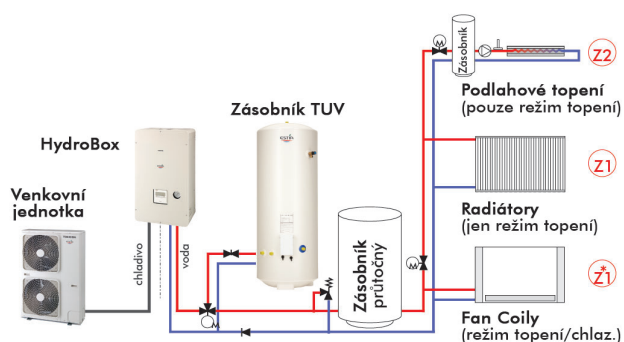 Venkovní
jednotka
HydroBox
chladivo
voda
Zásobník TUV
Zásobník
průtočný
Zásobník
Z2
Podlahové topení
(pouze režim topení)
Z1
Radiátory
(jen režim topení)
Z1*
Fan Coily
(režim topení/chlaz.)
M
M
M